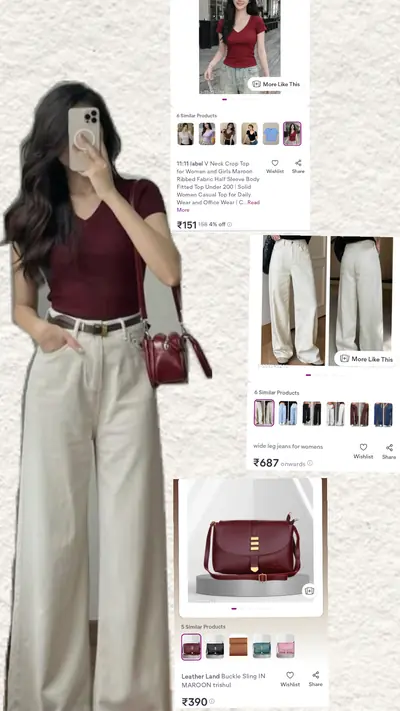 More Like This
6 Similar Products
11:11 Jabel V Neck Crop Top
for Woman and Girls Maroon
Ribbed Fabric Half Sleeve Body
Fitted Top Under 200 | Solid
Women Casual Top for Daily
Wear and Office Wear | C.. Read
More
Wishlist
Share
₹151 4% off
More Like This
6 Similar Products
wide leg jeans for womens
₹687 onwards
Wishlist
Share
5 Similar Products
Leather Land Buckle Sling IN
MAROON trishul
₹390
Wishlist
Share